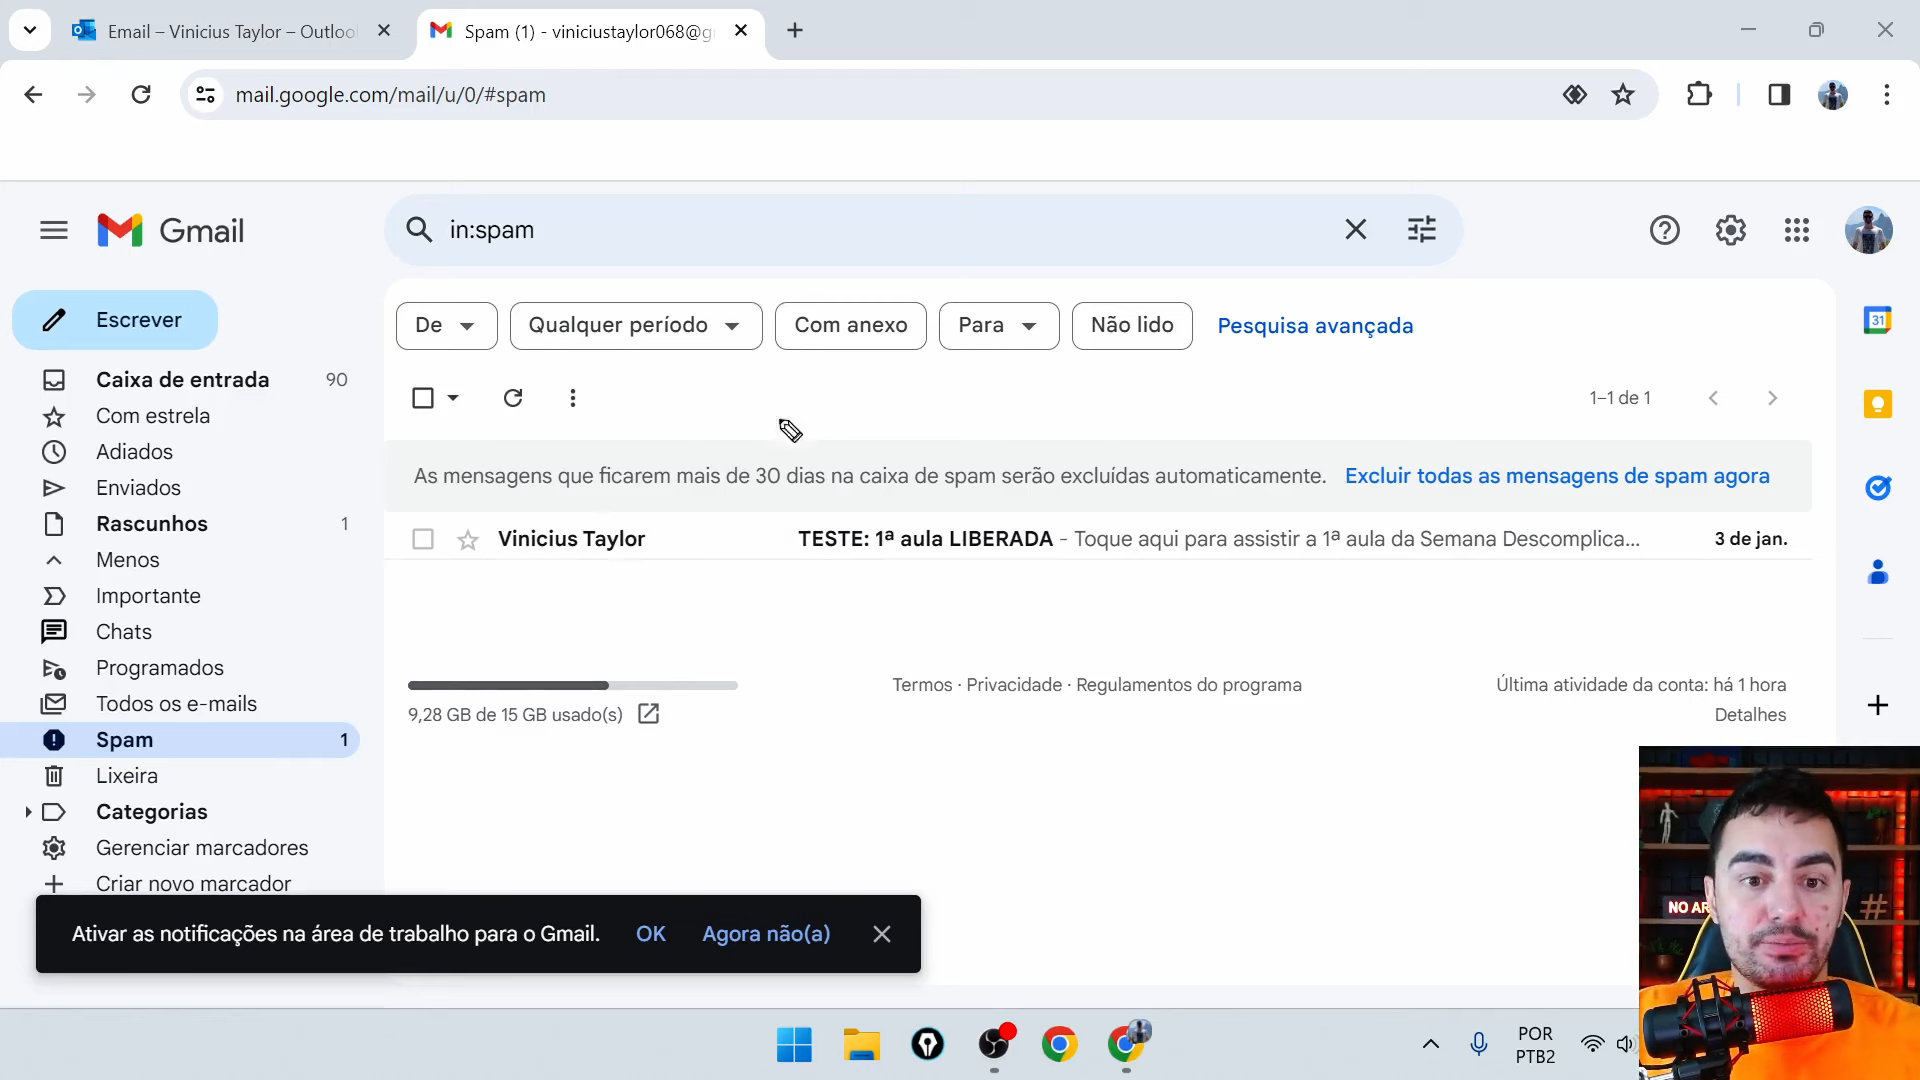 Email – Vinicius Taylor – Outloo
Spam (1) - viniciustaylor068@g
mail.google.com/mail/u/0/#spam
Gmail
in:spam
Escrever
De
Qualquer período
Com anexo
Para
Não lido
Pesquisa avançada
Caixa de entrada 90
Com estrela
Adiados
Enviados
Rascunhos 1
Menos
Importante
Chats
Programados
Todos os e-mails
Spam 1
Lixeira
Categorias
Gerenciar marcadores
Criar novo marcador
1–1 de 1
As mensagens que ficarem mais de 30 dias na caixa de spam serão excluídas automaticamente. Excluir todas as mensagens de spam agora
Vinicius Taylor TESTE: 1ª aula LIBERADA - Toque aqui para assistir a 1ª aula da Semana Descomplica... 3 de jan.
9,28 GB de 15 GB usado(s)
Termos · Privacidade · Regulamentos do programa
Última atividade da conta: há 1 hora
Detalhes
31
Ativar as notificações na área de trabalho para o Gmail. OK Agora não(a)
NO AR
#
POR
PTB2